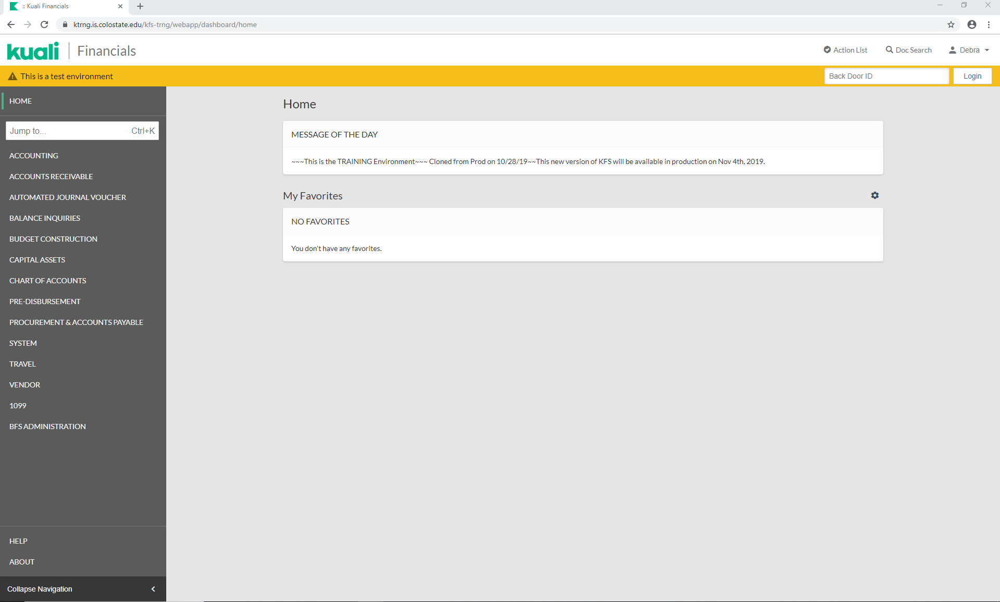 :: Kuali Financials
ktrng.is.colostate.edu/kfs-trng/webapp/dashboard/home
kuali Financials
Action List
Doc Search
Debra
This is a test environment
Back Door ID
Login
HOME
Jump to... Ctrl+K
ACCOUNTING
ACCOUNTS RECEIVABLE
AUTOMATED JOURNAL VOUCHER
BALANCE INQUIRIES
BUDGET CONSTRUCTION
CAPITAL ASSETS
CHART OF ACCOUNTS
PRE-DISBURSEMENT
PROCUREMENT & ACCOUNTS PAYABLE
SYSTEM
TRAVEL
VENDOR
1099
BFS ADMINISTRATION
HELP
ABOUT
Collapse Navigation
Home
MESSAGE OF THE DAY
~~~This is the TRAINING Environment~~~ Cloned from Prod on 10/28/19~~This new version of KFS will be available in production on Nov 4th, 2019.
My Favorites
NO FAVORITES
You don't have any favorites.